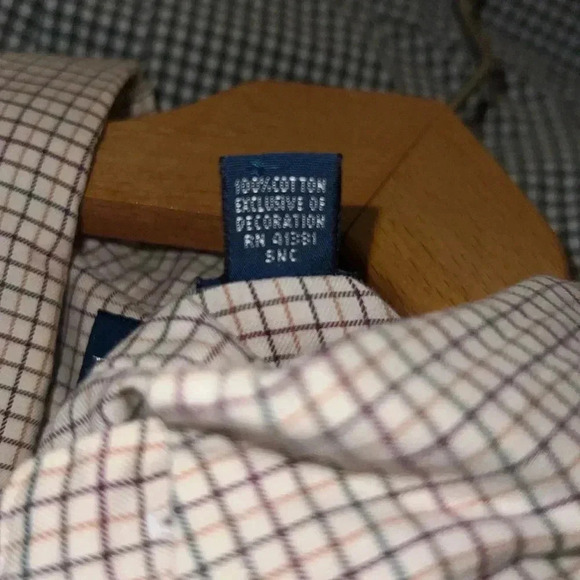 100% COTTON
EXCLUSIVE OF
DECORATION
RN 41381
SNC